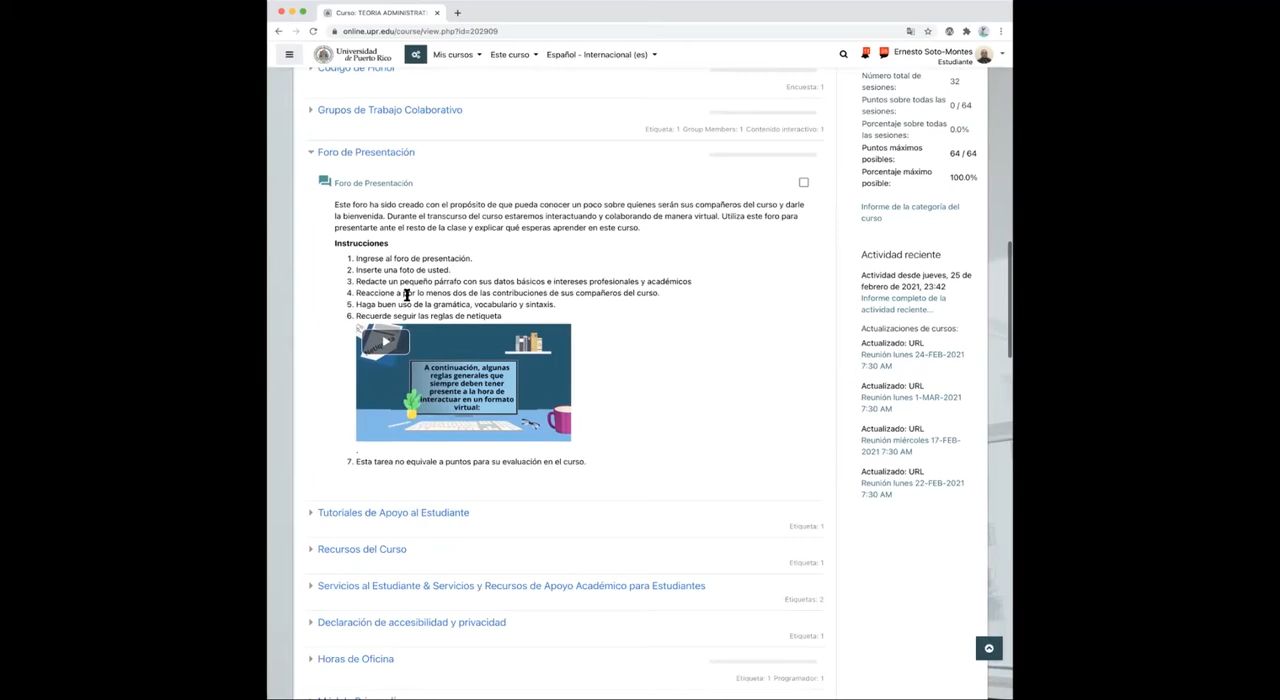 Curso: TEORIA ADMINISTRAT
online.upr.edu/course/view.php?id=202909
Universidad de Puerto Rico
Mis cursos
Este curso
Español - Internacional (es)
Ernesto Soto-Montes
Estudiante
Código de Honor
Encuesta: 1
Grupos de Trabajo Colaborativo
Etiqueta: 1 Group Members: 1 Contenido interactivo: 1
Foro de Presentación
Foro de Presentación
Este foro ha sido creado con el propósito de que pueda conocer un poco sobre quienes serán sus compañeros del curso y darle
la bienvenida. Durante el transcurso del curso estaremos interactuando y colaborando de manera virtual. Utiliza este foro para
presentarte ante el resto de la clase y explicar qué esperas aprender en este curso.
Instrucciones
1. Ingrese al foro de presentación.
2. Inserte una foto de usted.
3. Redacte un pequeño párrafo con sus datos básicos e intereses profesionales y académicos
4. Reaccione a por lo menos dos de las contribuciones de sus compañeros del curso.
5. Haga buen uso de la gramática, vocabulario y sintaxis.
6. Recuerde seguir las reglas de netiqueta
A continuación, algunas
reglas generales que
siempre deben tener
presente a la hora de
interactuar en un formato
virtual:
.
7. Esta tarea no equivale a puntos para su evaluación en el curso.
Tutoriales de Apoyo al Estudiante
Etiqueta: 1
Recursos del Curso
Etiqueta: 1
Servicios al Estudiante & Servicios y Recursos de Apoyo Académico para Estudiantes
Etiquetas: 2
Declaración de accesibilidad y privacidad
Etiqueta: 1
Horas de Oficina
Etiqueta: 1 Programador: 1
Número total de
sesiones: 32
Puntos sobre todas las
sesiones: 0 / 64
Porcentaje sobre todas
las sesiones: 0.0%
Puntos máximos
posibles: 64 / 64
Porcentaje máximo
posible: 100.0%
Informe de la categoría del
curso
Actividad reciente
Actividad desde jueves, 25 de
febrero de 2021, 23:42
Informe completo de la
actividad reciente...
Actualizaciones de cursos:
Actualizado: URL
Reunión lunes 24-FEB-2021
7:30 AM
Actualizado: URL
Reunión lunes 1-MAR-2021
7:30 AM
Actualizado: URL
Reunión miércoles 17-FEB-
2021 7:30 AM
Actualizado: URL
Reunión lunes 22-FEB-2021
7:30 AM